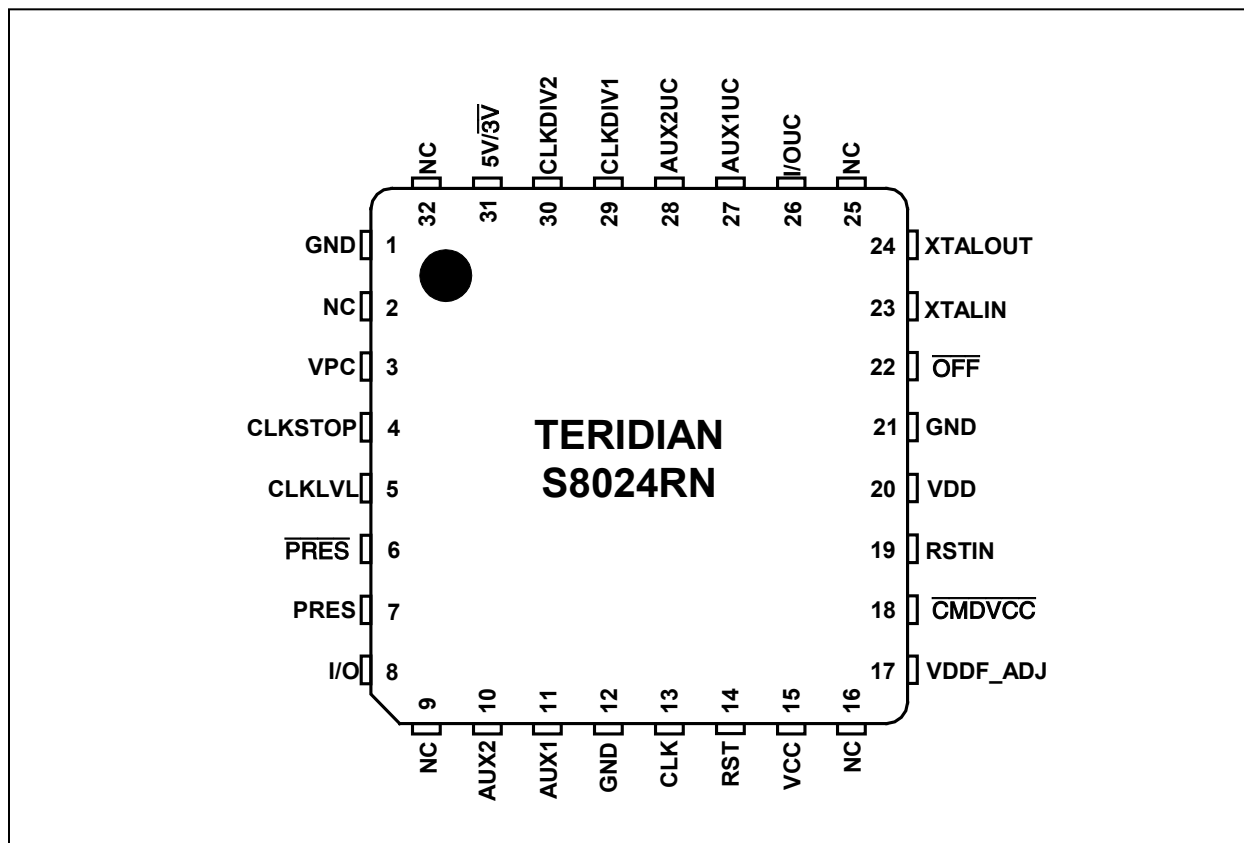 NC
5V/3V
CLKDIV2
CLKDIV1
AUX2UC
AUX1UC
I/OUC
NC
32
31
30
29
28
27
26
25
GND 1
24 XTALOUT
NC 2
23 XTALIN
VPC 3
22 OFF
CLKSTOP 4
21 GND
TERIDIAN
S8024RN
CLKLVL 5
20 VDD
PRES 6
19 RSTIN
PRES 7
18 CMDVCC
I/O 8
17 VDDF_ADJ
9
10
11
12
13
14
15
16
NC
AUX2
AUX1
GND
CLK
RST
VCC
NC